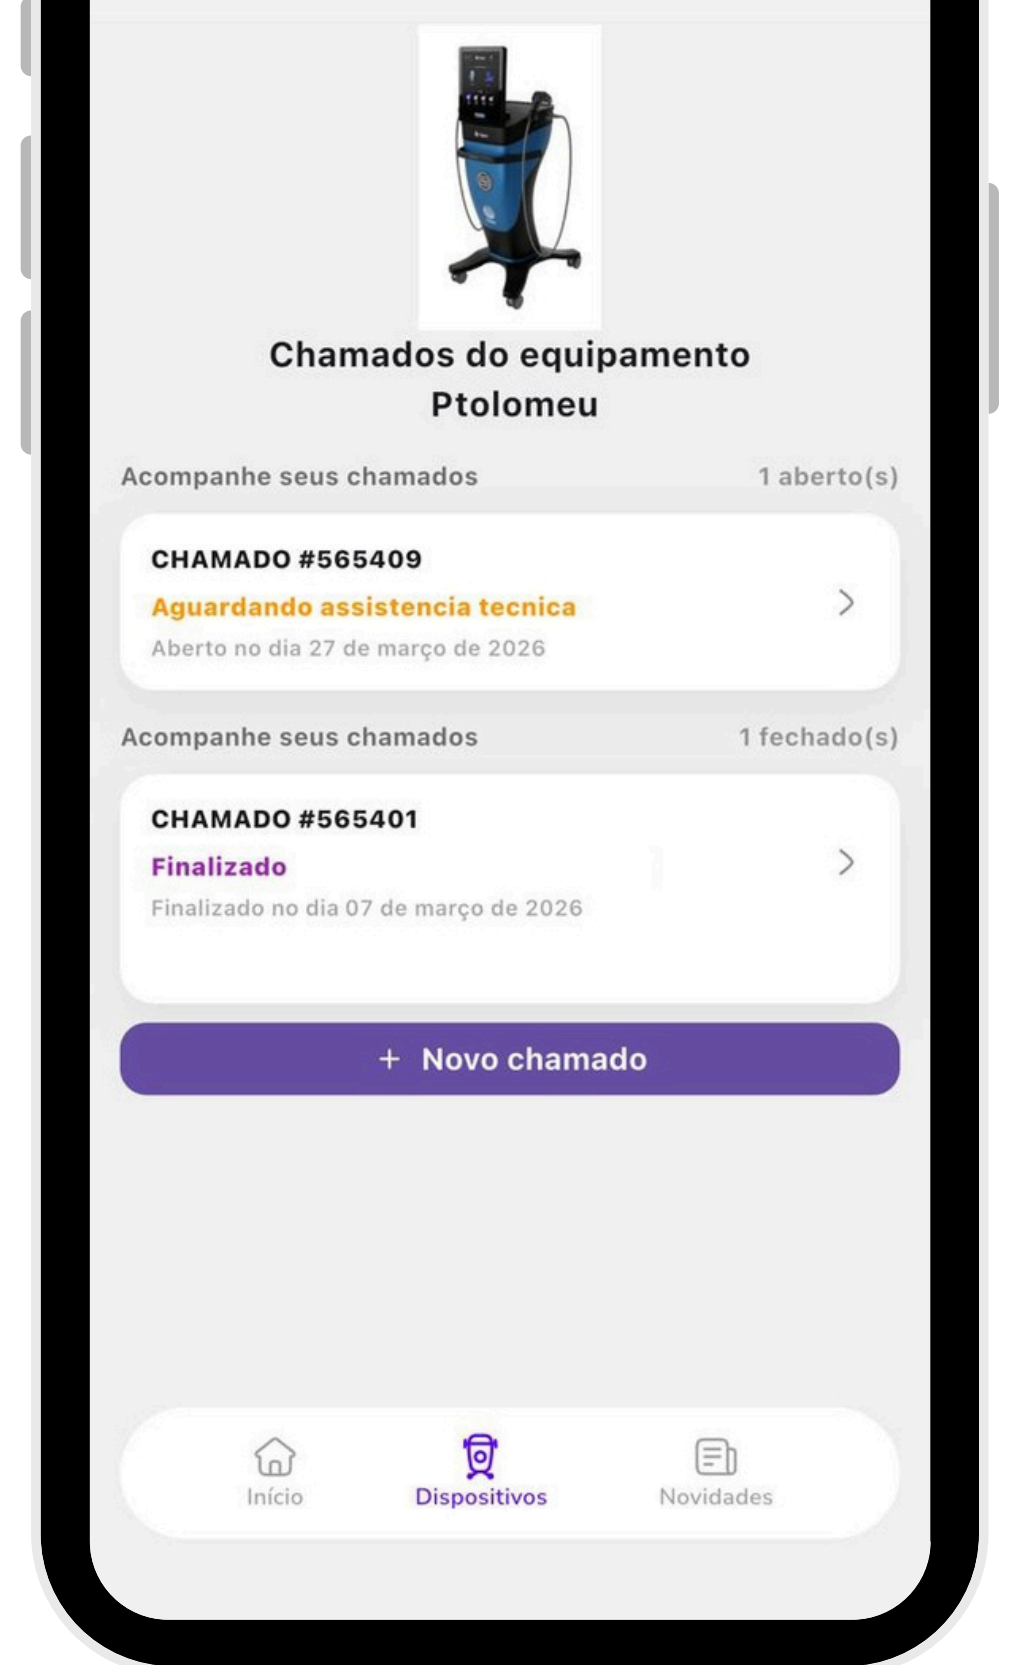 Chamados do equipamento
Ptolomeu
Acompanhe seus chamados 1 aberto(s)
CHAMADO #565409
Aguardando assistencia tecnica
Aberto no dia 27 de março de 2026
Acompanhe seus chamados 1 fechado(s)
CHAMADO #565401
Finalizado
Finalizado no dia 07 de março de 2026
+ Novo chamado
Início Dispositivos Novidades